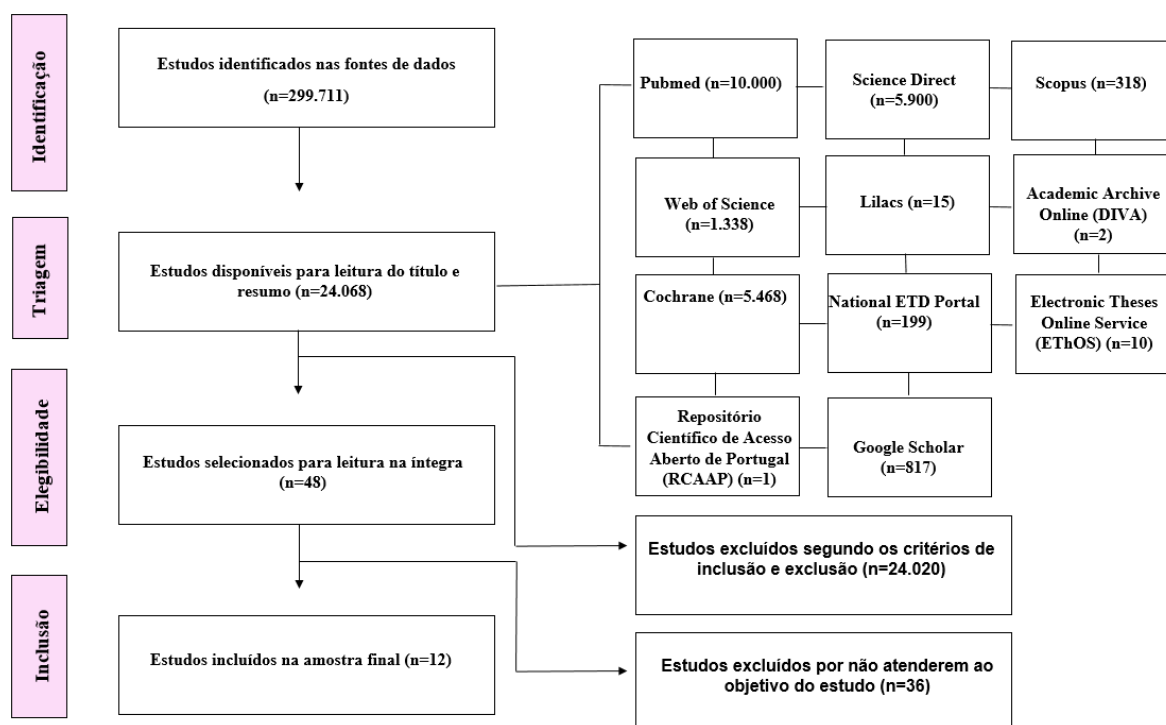 Identificação
Estudos identificados nas fontes de dados
(n=299.711)
Pubmed (n=10.000)
Science Direct
(n=5.900)
Scopus (n=318)
Web of Science
(n=1.338)
Lilacs (n=15)
Academic Archive
Online (DIVA)
(n=2)
Triagem
Estudos disponíveis para leitura do título e
resumo (n=24.068)
Cochrane (n=5.468)
National ETD Portal
(n=199)
Electronic Theses
Online Service
(EThOS) (n=10)
Repositório
Científico de Acesso
Aberto de Portugal
(RCAAP) (n=1)
Google Scholar
(n=817)
Elegibilidade
Estudos selecionados para leitura na íntegra
(n=48)
Estudos excluídos segundo os critérios de
inclusão e exclusão (n=24.020)
Inclusão
Estudos incluídos na amostra final (n=12)
Estudos excluídos por não atenderem ao
objetivo do estudo (n=36)